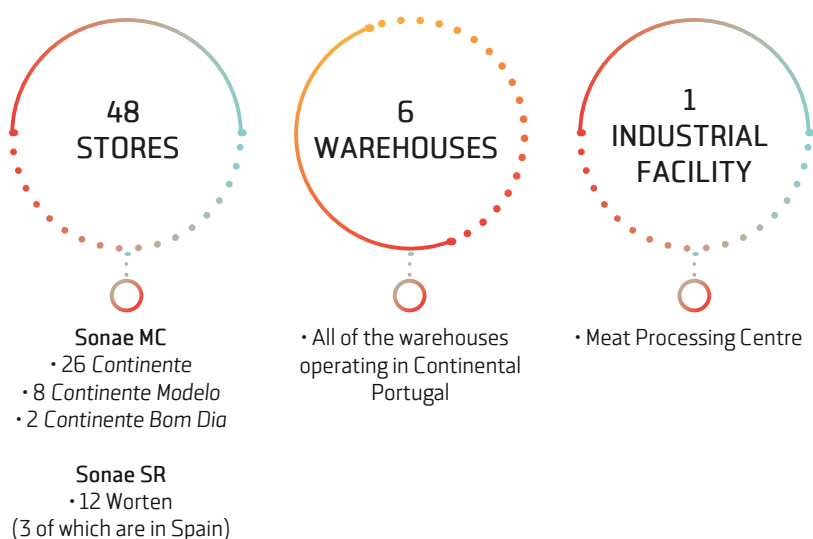 48
STORES
Sonae MC
• 26 Continente
• 8 Continente Modelo
• 2 Continente Bom Dia
Sonae SR
• 12 Worten
(3 of which are in Spain)
6
WAREHOUSES
• All of the warehouses
operating in Continental
Portugal
1
INDUSTRIAL
FACILITY
• Meat Processing Centre